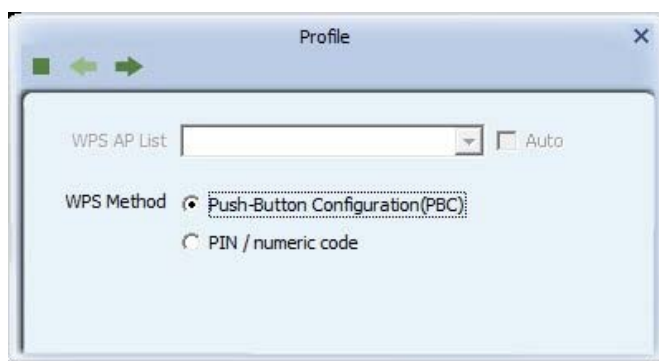 Profile
WPS AP List Auto
WPS Method Push-Button Configuration(PBC)
PIN / numeric code